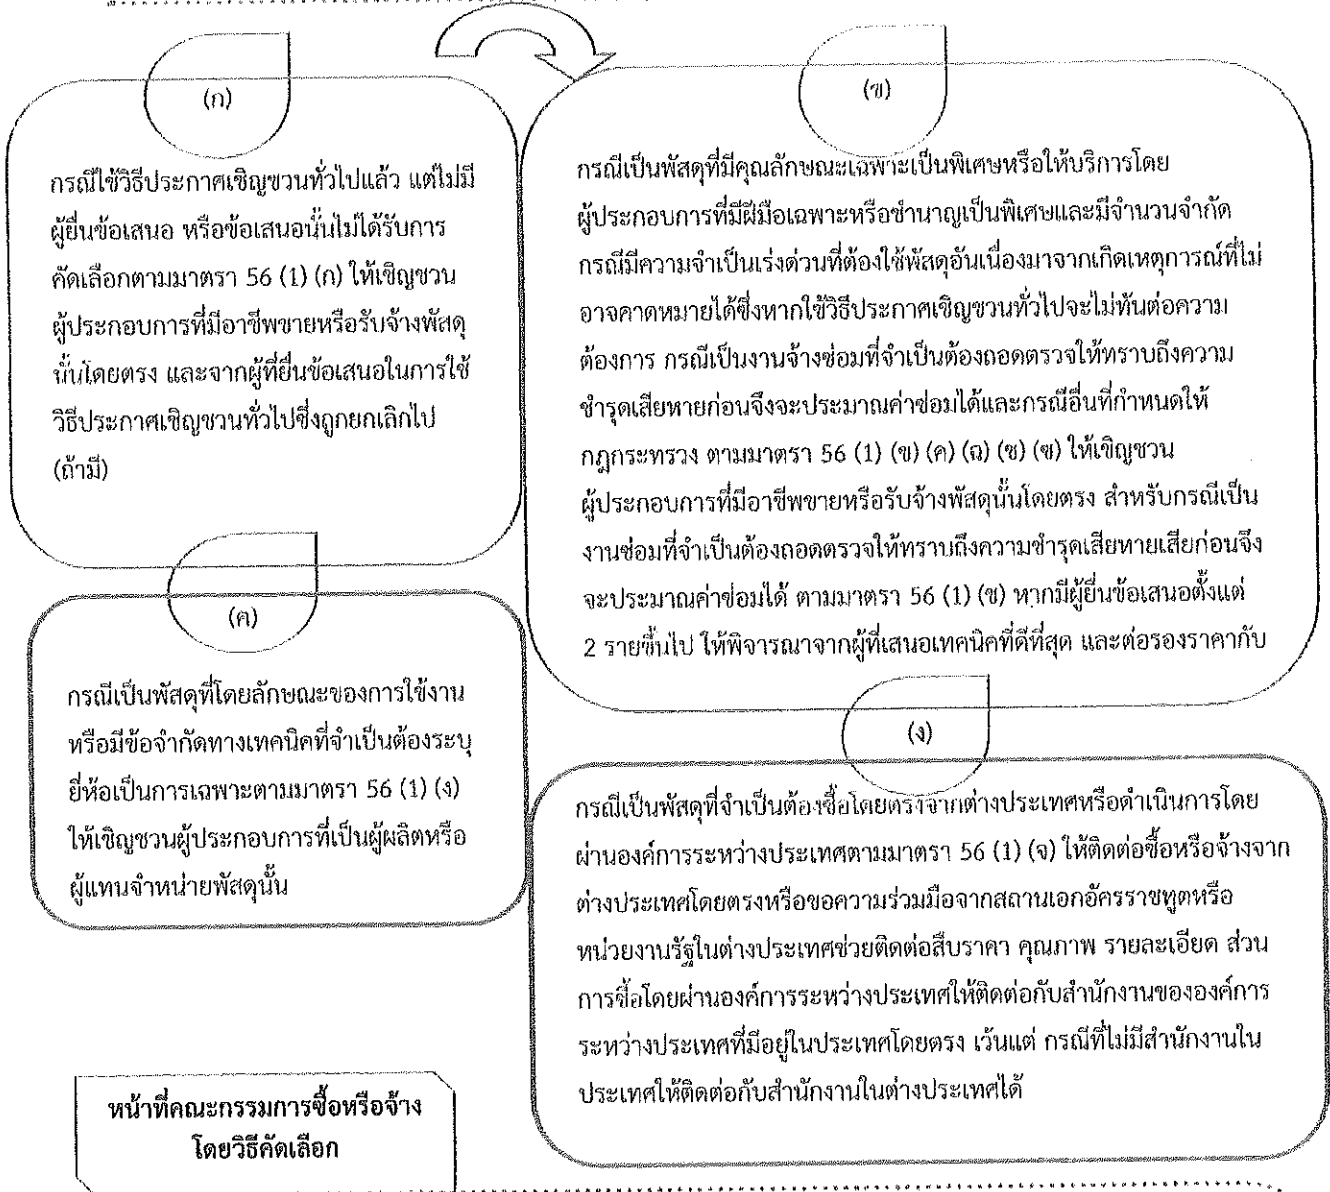 (ก)
กรณีใช้วิธีประกาศเชิญชวนทั่วไปแล้ว แต่ไม่มี
ผู้ยื่นข้อเสนอ หรือข้อเสนอนั้นไม่ได้รับการ
คัดเลือกตามมาตรา 56 (1) (ก) ให้เชิญชวน
ผู้ประกอบการที่มีอาชีพขายหรือรับจ้างพัสดุ
นั้นโดยตรง และจากผู้ที่ยื่นข้อเสนอในการใช้
วิธีประกาศเชิญชวนทั่วไปซึ่งถูกยกเลิกไป
(ถ้ามี)
(ข)
กรณีเป็นพัสดุที่มีคุณลักษณะเฉพาะเป็นพิเศษหรือให้บริการโดย
ผู้ประกอบการที่มีฝีมือเฉพาะหรือชำนาญเป็นพิเศษและมีจำนวนจำกัด
กรณีมีความจำเป็นเร่งด่วนที่ต้องใช้พัสดุอันเนื่องมาจากเกิดเหตุการณ์ที่ไม่
อาจคาดหมายได้ซึ่งหากใช้วิธีประกาศเชิญชวนทั่วไปจะไม่ทันต่อความ
ต้องการ กรณีเป็นงานจ้างซ่อมที่จำเป็นต้องถอดตรวจให้ทราบถึงความ
ชำรุดเสียหายก่อนจึงจะประมาณค่าซ่อมได้และกรณีอื่นที่กำหนดให้
กฎกระทรวง ตามมาตรา 56 (1) (ข) (ค) (ฉ) (ช) (ซ) ให้เชิญชวน
ผู้ประกอบการที่มีอาชีพขายหรือรับจ้างพัสดุนั้นโดยตรง สำหรับกรณีเป็น
งานซ่อมที่จำเป็นต้องถอดตรวจให้ทราบถึงความชำรุดเสียหายเสียก่อนจึง
จะประมาณค่าซ่อมได้ ตามมาตรา 56 (1) (ช) หากมีผู้ยื่นข้อเสนอตั้งแต่
2 รายขึ้นไป ให้พิจารณาจากผู้ที่เสนอเทคนิคที่ดีที่สุด และต่อรองราคากับ
(ค)
กรณีเป็นพัสดุที่โดยลักษณะของการใช้งาน
หรือมีข้อจำกัดทางเทคนิคที่จำเป็นต้องระบุ
ยี่ห้อเป็นการเฉพาะตามมาตรา 56 (1) (ง)
ให้เชิญชวนผู้ประกอบการที่เป็นผู้ผลิตหรือ
ผู้แทนจำหน่ายพัสดุนั้น
(ง)
กรณีเป็นพัสดุที่จำเป็นต้องซื้อโดยตรงจากต่างประเทศหรือดำเนินการโดย
ผ่านองค์การระหว่างประเทศตามมาตรา 56 (1) (จ) ให้ติดต่อซื้อหรือจ้างจาก
ต่างประเทศโดยตรงหรือขอความร่วมมือจากสถานเอกอัครราชทูตหรือ
หน่วยงานรัฐในต่างประเทศช่วยติดต่อสืบราคา คุณภาพ รายละเอียด ส่วน
การซื้อโดยผ่านองค์การระหว่างประเทศให้ติดต่อกับสำนักงานขององค์การ
ระหว่างประเทศที่มีอยู่ในประเทศโดยตรง เว้นแต่ กรณีที่ไม่มีสำนักงานใน
ประเทศให้ติดต่อกับสำนักงานในต่างประเทศได้
หน้าที่คณะกรรมการซื้อหรือจ้าง
โดยวิธีคัดเลือก